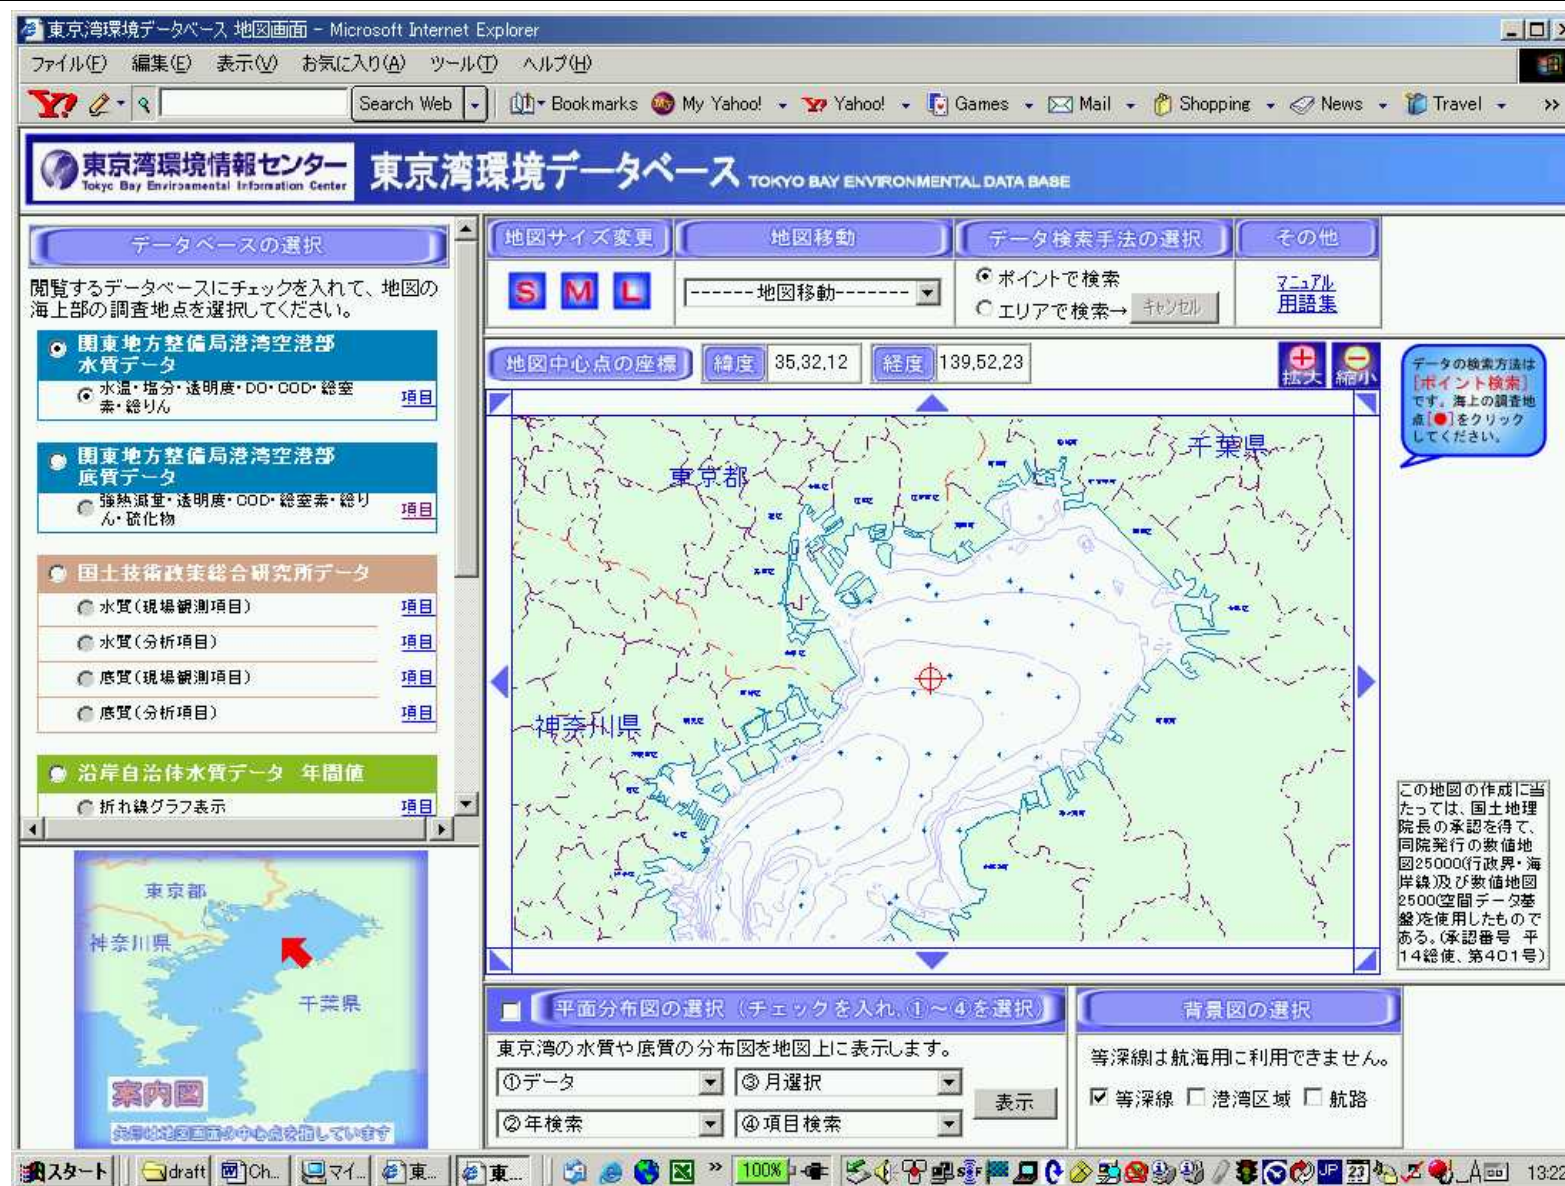 東京湾環境データベース 地図画面 - Microsoft Internet Explorer
ファイル(F) 編集(E) 表示(V) お気に入り(A) ツール(T) ヘルプ(H)
Search Web Bookmarks My Yahoo! Yahoo! Games Mail Shopping News Travel »
東京湾環境情報センター
Tokyo Bay Environmental Information Center
東京湾環境データベース TOKYO BAY ENVIRONMENTAL DATA BASE
データベースの選択
閲覧するデータベースにチェックを入れて、地図の
海上部の調査地点を選択してください。
関東地方整備局港湾空港部
水質データ
水温・塩分・透明度・DO・COD・総窒
素・総りん
項目
関東地方整備局港湾空港部
底質データ
強熱減量・透明度・COD・総窒素・総り
ん・硫化物
項目
国土技術政策総合研究所データ
水質(現場観測項目) 項目
水質(分析項目) 項目
底質(現場観測項目) 項目
底質(分析項目) 項目
沿岸自治体水質データ 年間値
折れ線グラフ表示 項目
東京都
神奈川県
千葉県
案内図
矢印は地図画面の中心点を指しています
地図サイズ変更 地図移動 データ検索手法の選択 その他
S M L
------地図移動-------
ポイントで検索
エリアで検索→ キャンセル
マニュアル
用語集
地図中心点の座標 緯度 35,32,12 経度 139,52,23
拡大 縮小
データの検索方法は
[ポイント検索]
です。海上の調査地
点[●]をクリック
してください。
東京都
千葉県
神奈川県
この地図の作成に当
たっては、国土地理
院長の承認を得て、
同院発行の数値地
図25000(行政界・海
岸線)及び数値地図
2500(空間データ基
盤)を使用したもので
ある。(承認番号 平
14総使、第401号)
平面分布図の選択 (チェックを入れ、①～④を選択)
東京湾の水質や底質の分布図を地図上に表示します。
①データ ③月選択
②年検索 ④項目検索
表示
背景図の選択
等深線は航海用に利用できません。
等深線 港湾区域 航路
スタート draft Ch... マイ... 東... 東... » 100% JP 23 A 13:22